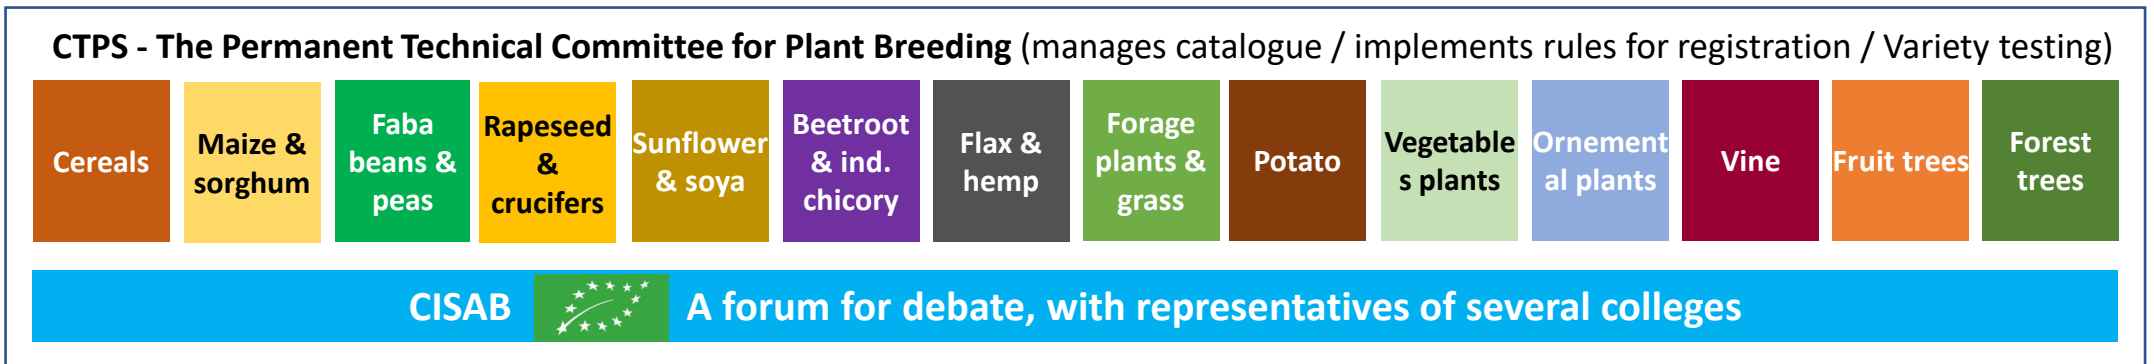 CTPS - The Permanent Technical Committee for Plant Breeding (manages catalogue / implements rules for registration / Variety testing)
Cereals
Maize &
sorghum
Faba
beans &
peas
Rapeseed
&
crucifers
Sunflower
& soya
Beetroot
& ind.
chicory
Flax &
hemp
Forage
plants &
grass
Potato
Vegetable
s plants
Ornement
al plants
Vine
Fruit trees
Forest
trees
CISAB A forum for debate, with representatives of several colleges